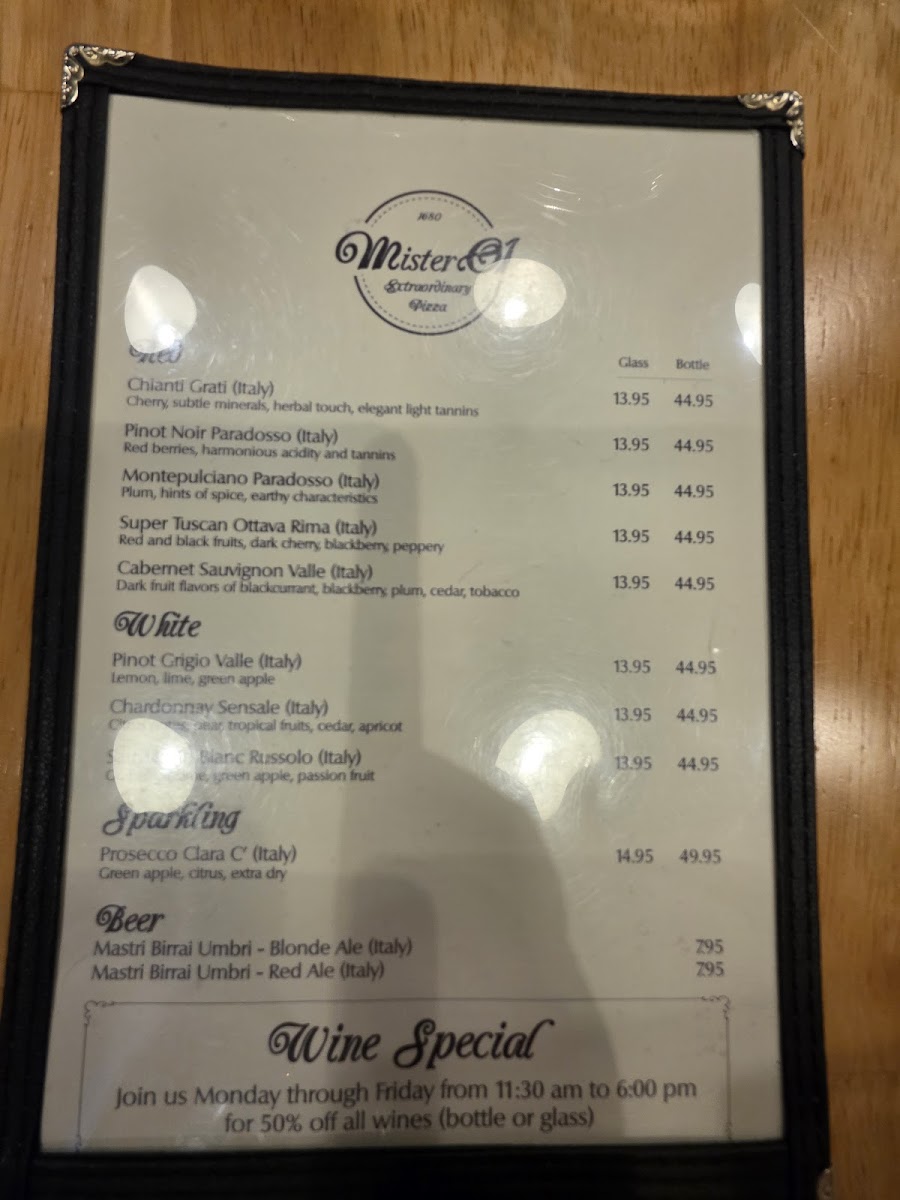 1680
Mister O1
Extraordinary
Pizza
Red
Glass Bottle
Chianti Grati (Italy)
Cherry, subtle minerals, herbal touch, elegant light tannins
13.95 44.95
Pinot Noir Paradosso (Italy)
Red berries, harmonious acidity and tannins
13.95 44.95
Montepulciano Paradosso (Italy)
Plum, hints of spice, earthy characteristics
13.95 44.95
Super Tuscan Ottava Rima (Italy)
Red and black fruits, dark cherry, blackberry, peppery
13.95 44.95
Cabernet Sauvignon Valle (Italy)
Dark fruit flavors of blackcurrant, blackberry, plum, cedar, tobacco
13.95 44.95
White
Pinot Grigio Valle (Italy)
Lemon, lime, green apple
13.95 44.95
Chardonnay Sensale (Italy)
pear, tropical fruits, cedar, apricot
13.95 44.95
Blanc Russolo (Italy)
green apple, passion fruit
13.95 44.95
Sparkling
Prosecco Clara C' (Italy)
Green apple, citrus, extra dry
14.95 49.95
Beer
Mastri Birrai Umbri - Blonde Ale (Italy) 7.95
Mastri Birrai Umbri - Red Ale (Italy) 7.95
Wine Special
Join us Monday through Friday from 11:30 am to 6:00 pm
for 50% off all wines (bottle or glass)